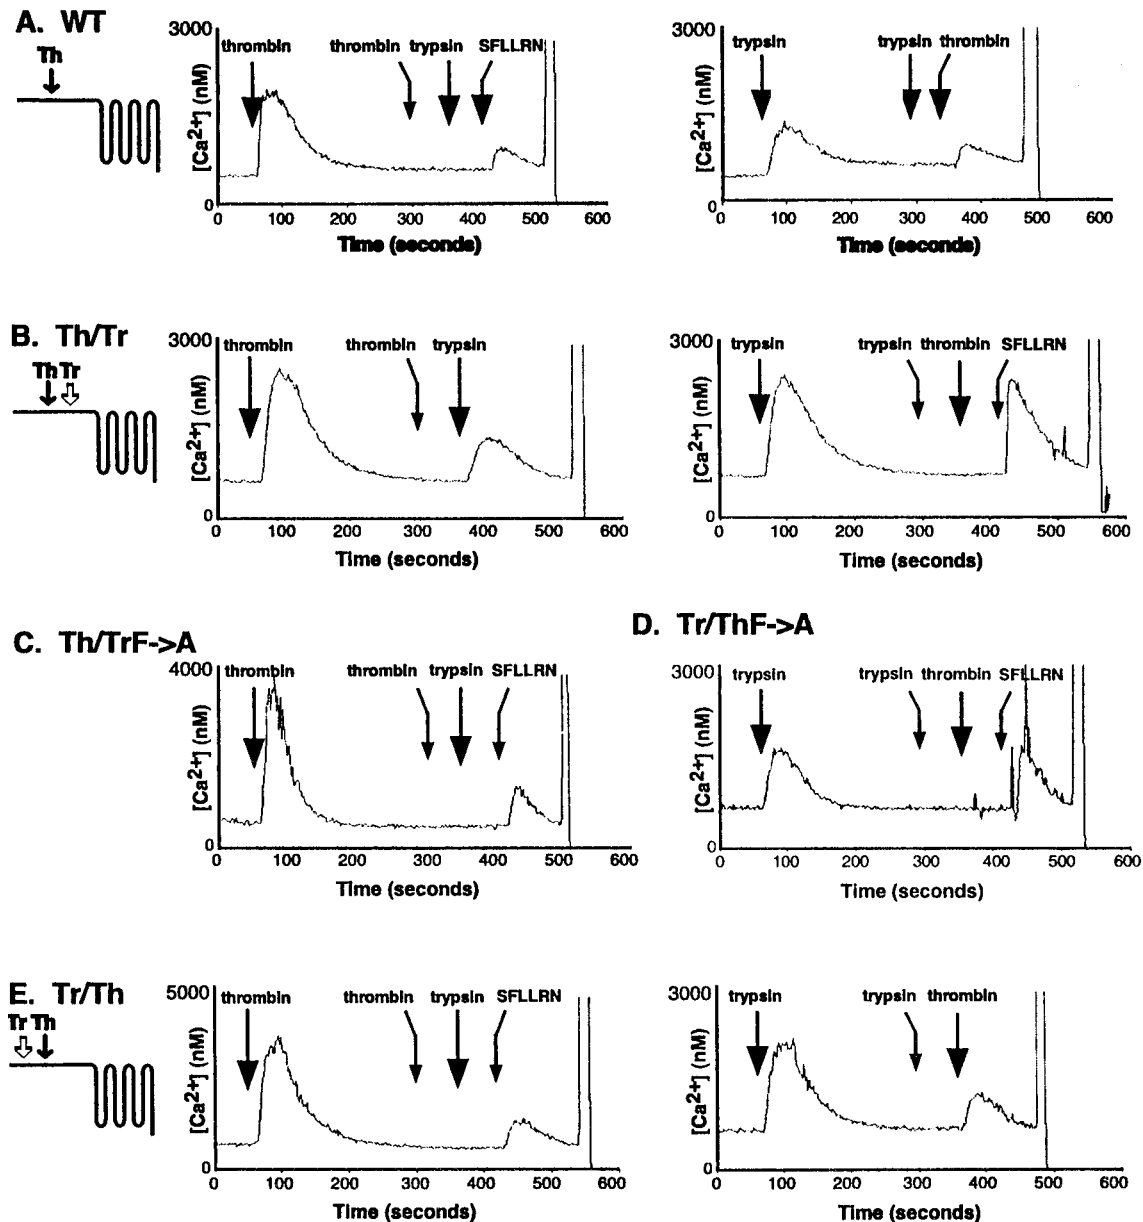 A. WT
Th
3000
[Ca2+] (nM)
0
thrombin thrombin trypsin SFLLRN
0 100 200 300 400 500 600
Time (seconds)
3000
[Ca2+] (nM)
0
trypsin trypsin thrombin
0 100 200 300 400 500 600
Time (seconds)
B. Th/Tr
Th Tr
3000
[Ca2+] (nM)
0
thrombin thrombin trypsin
0 100 200 300 400 500 600
Time (seconds)
3000
[Ca2+] (nM)
0
trypsin trypsin thrombin SFLLRN
0 100 200 300 400 500 600
Time (seconds)
C. Th/TrF->A
4000
[Ca2+] (nM)
0
thrombin thrombin trypsin SFLLRN
0 100 200 300 400 500 600
Time (seconds)
D. Tr/ThF->A
3000
[Ca2+] (nM)
0
trypsin trypsin thrombin SFLLRN
0 100 200 300 400 500 600
Time (seconds)
E. Tr/Th
Tr Th
5000
[Ca2+] (nM)
0
thrombin thrombin trypsin SFLLRN
0 100 200 300 400 500 600
Time (seconds)
3000
[Ca2+] (nM)
0
trypsin trypsin thrombin
0 100 200 300 400 500 600
Time (seconds)